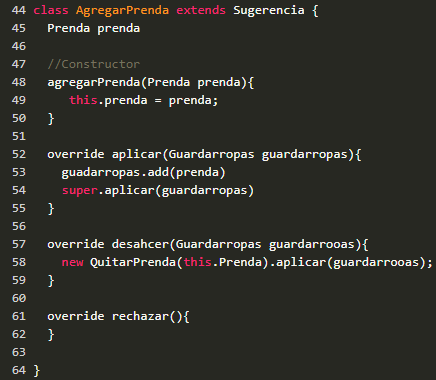 44 class AgregarPrenda extends Sugerencia {
45   Prenda prenda
46
47   //Constructor
48   agregarPrenda(Prenda prenda){
49      this.prenda = prenda;
50   }
51
52   override aplicar(Guardarropas guardarropas){
53     guadarropas.add(prenda)
54     super.aplicar(guardarropas)
55   }
56
57   override desahcer(Guardarropas guardarrooas){
58     new QuitarPrenda(this.Prenda).aplicar(guardarrooas);
59   }
60
61   override rechazar(){
62   }
63
64 }